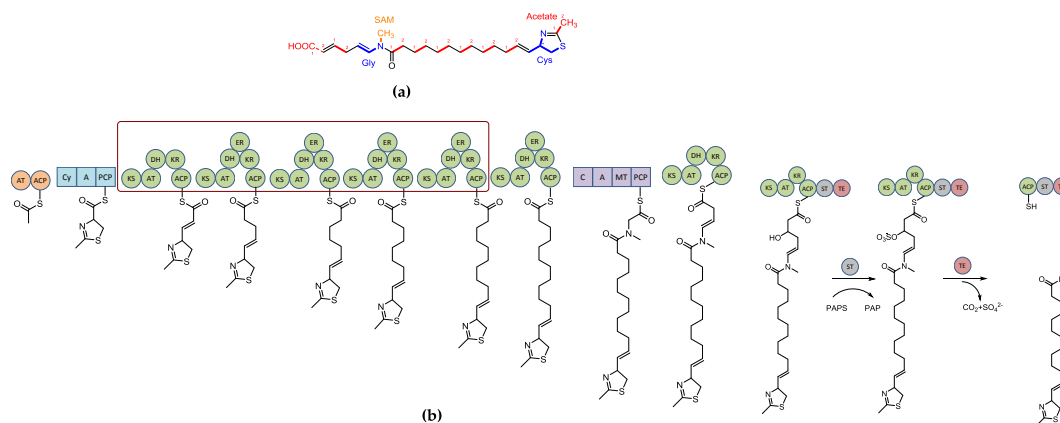 SAM
CH3
HOOC
N
O
Gly
Acetate
CH3
N
S
Cys
(a)
AT ACP
Cy A PCP
KS AT DH KR ACP
KS AT DH ER KR ACP
KS AT DH ER KR ACP
KS AT DH ER KR ACP
KS AT DH ER KR ACP
KS AT DH ER KR ACP
C A MT PCP
KS AT DH KR ACP
KS AT KR ACP ST TE
KS AT KR ACP ST TE
ACP ST
SH
HO
O3SO
ST
PAPS PAP
TE
CO2+SO4 2-
(b)